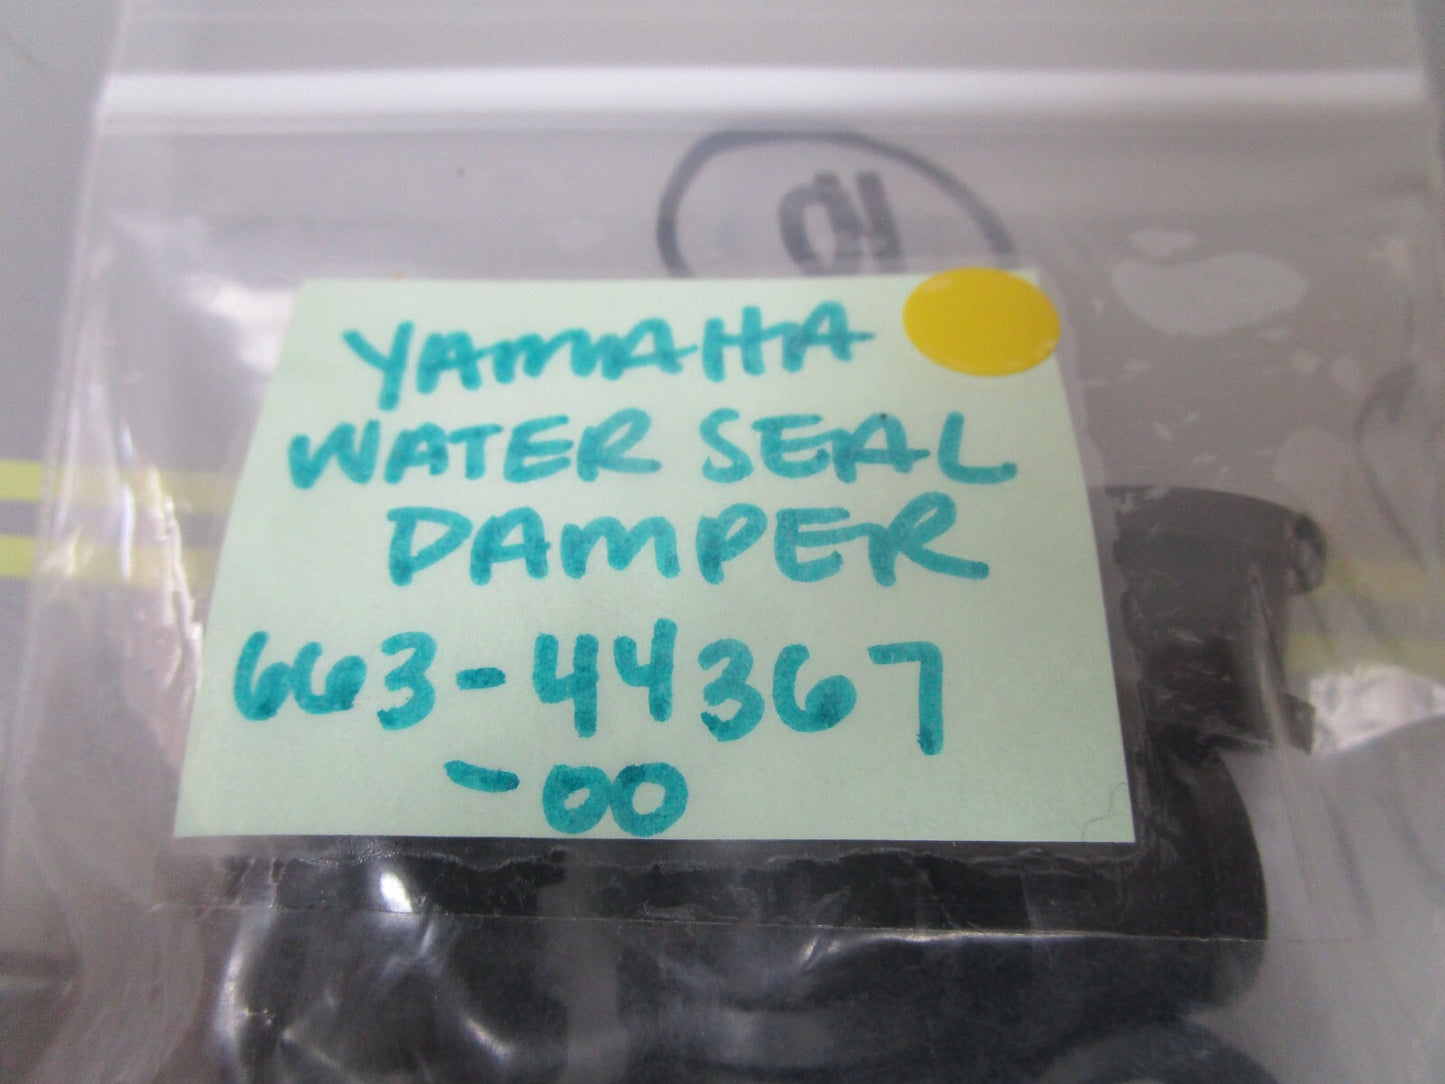 YAMAHA
WATER SEAL
DAMPER
663-44367
-00